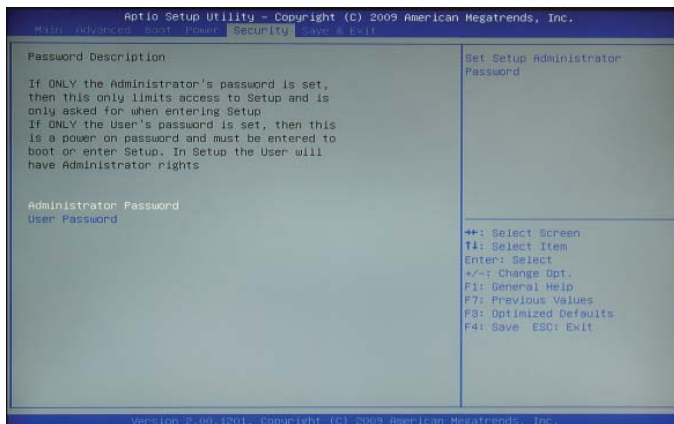 Aptio Setup Utility - Copyright (C) 2009 American Megatrends, Inc.
Main Advanced Boot Power Security Save & Exit
Password Description
If ONLY the Administrator's password is set,
then this only limits access to Setup and is
only asked for when entering Setup
If ONLY the User's password is set, then this
is a power on password and must be entered to
boot or enter Setup. In Setup the User will
have Administrator rights
Administrator Password
User Password
Set Setup Administrator
Password
→←: Select Screen
↑↓: Select Item
Enter: Select
+/-: Change Opt.
F1: General Help
F7: Previous Values
F3: Optimized Defaults
F4: Save ESC: Exit
Version 2.00.1201. Copyright (C) 2009 American Megatrends, Inc.